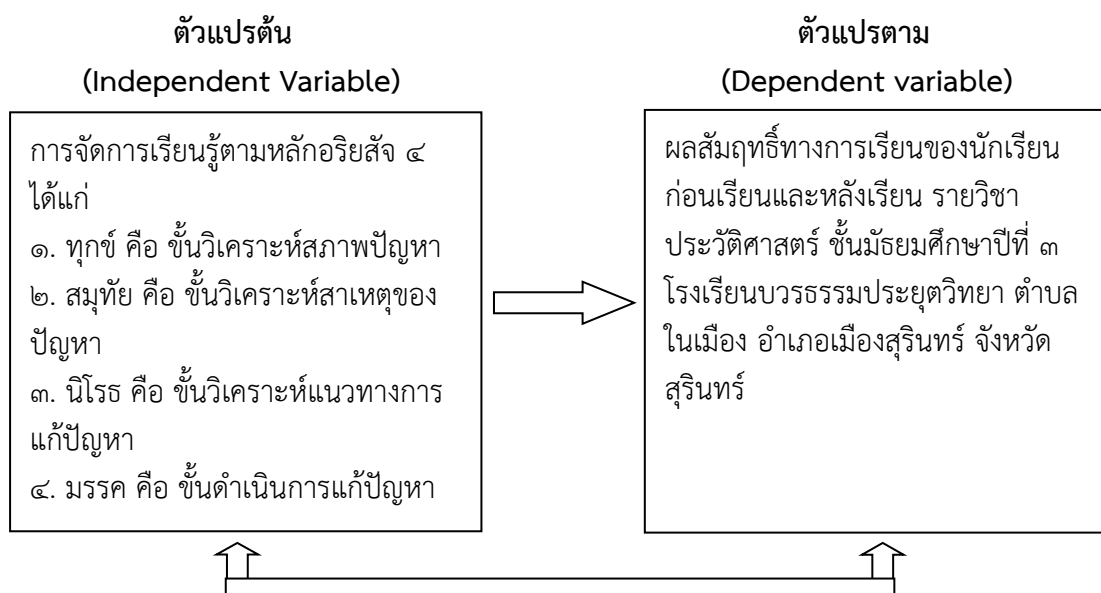 ตัวแปรต้น
(Independent Variable)
การจัดการเรียนรู้ตามหลักอริยสัจ ๔
ได้แก่
๑. ทุกข์ คือ ขั้นวิเคราะห์สภาพปัญหา
๒. สมุทัย คือ ขั้นวิเคราะห์สาเหตุของ
ปัญหา
๓. นิโรธ คือ ขั้นวิเคราะห์แนวทางการ
แก้ปัญหา
๔. มรรค คือ ขั้นดำเนินการแก้ปัญหา
ตัวแปรตาม
(Dependent variable)
ผลสัมฤทธิ์ทางการเรียนของนักเรียน
ก่อนเรียนและหลังเรียน รายวิชา
ประวัติศาสตร์ ชั้นมัธยมศึกษาปีที่ ๓
โรงเรียนบวรธรรมประยุตวิทยา ตำบล
ในเมือง อำเภอเมืองสุรินทร์ จังหวัด
สุรินทร์